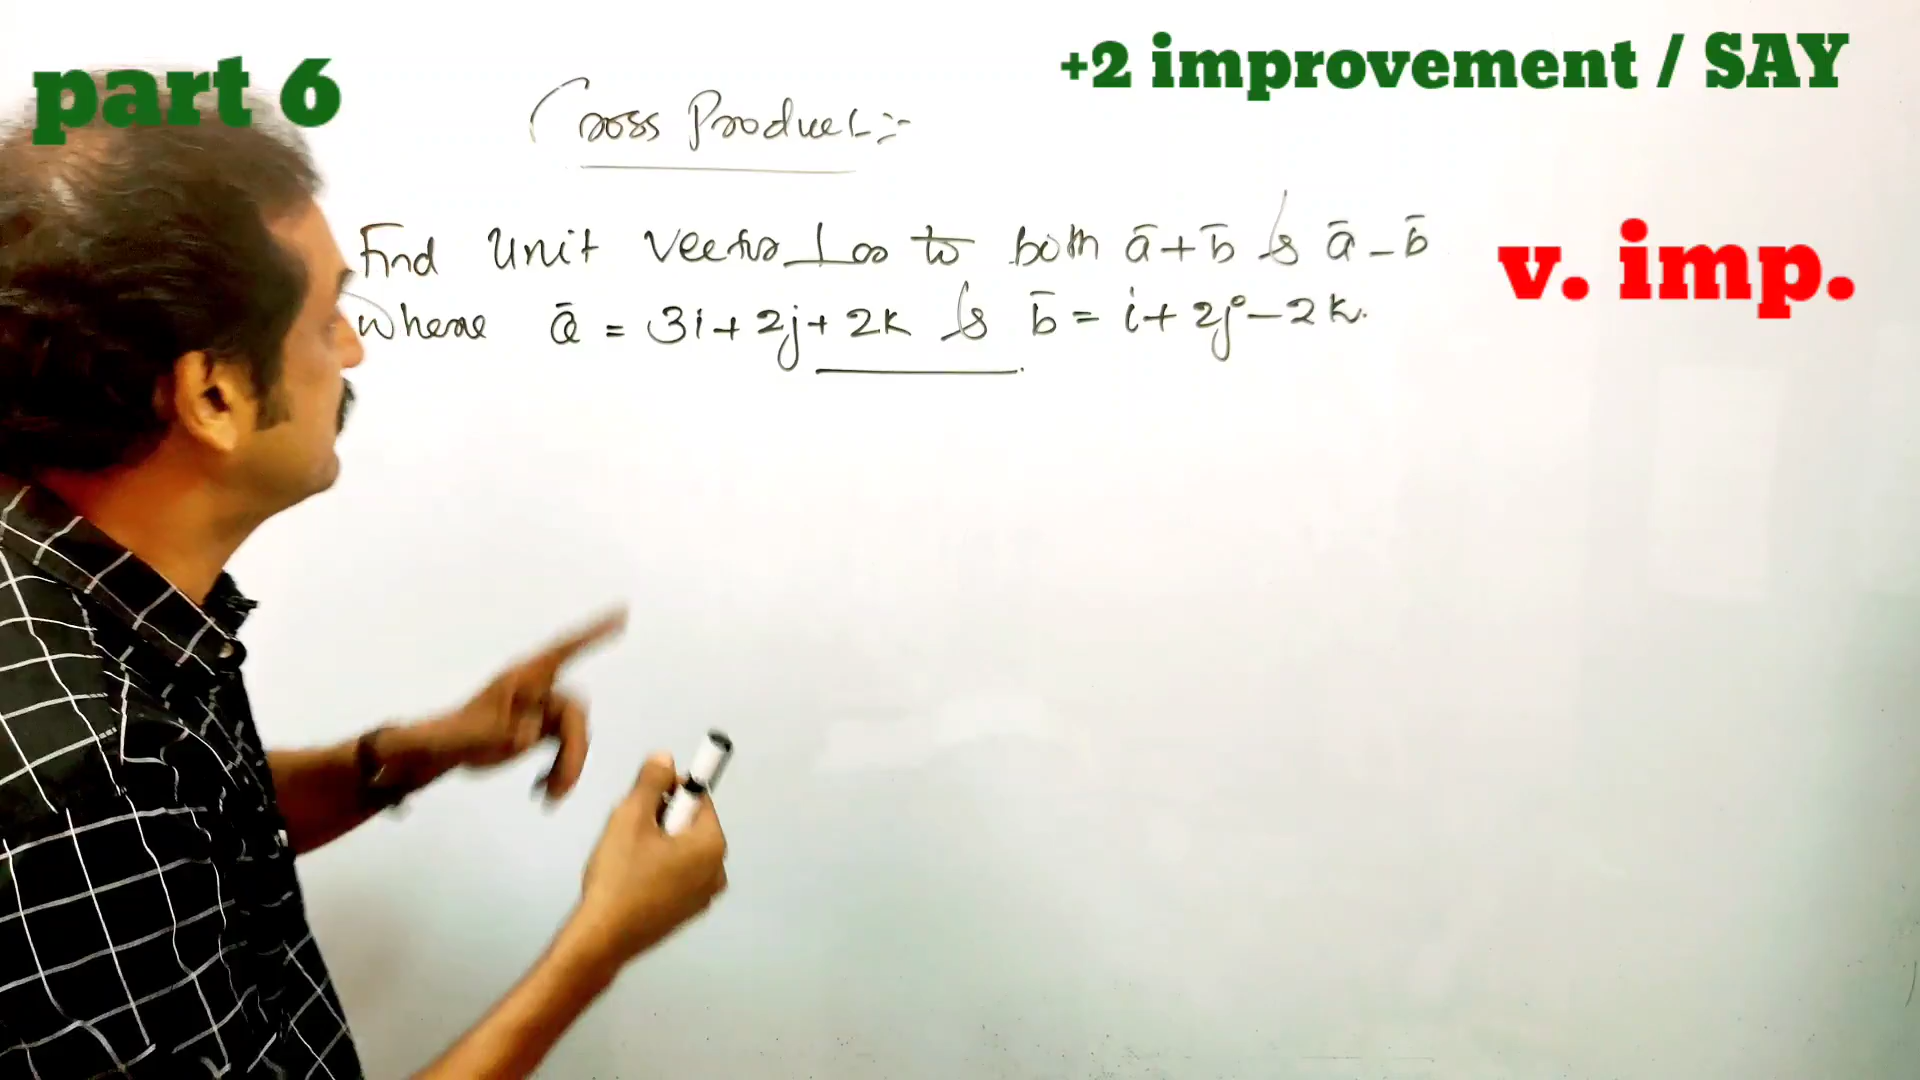 part 6
+2 improvement / SAY
Cross Product :-
Find Unit Vector ⊥ar to both ā+b̄ & ā-b̄
v. imp.
Where ā = 3i+2j+2k & b̄ = i+2j-2k.